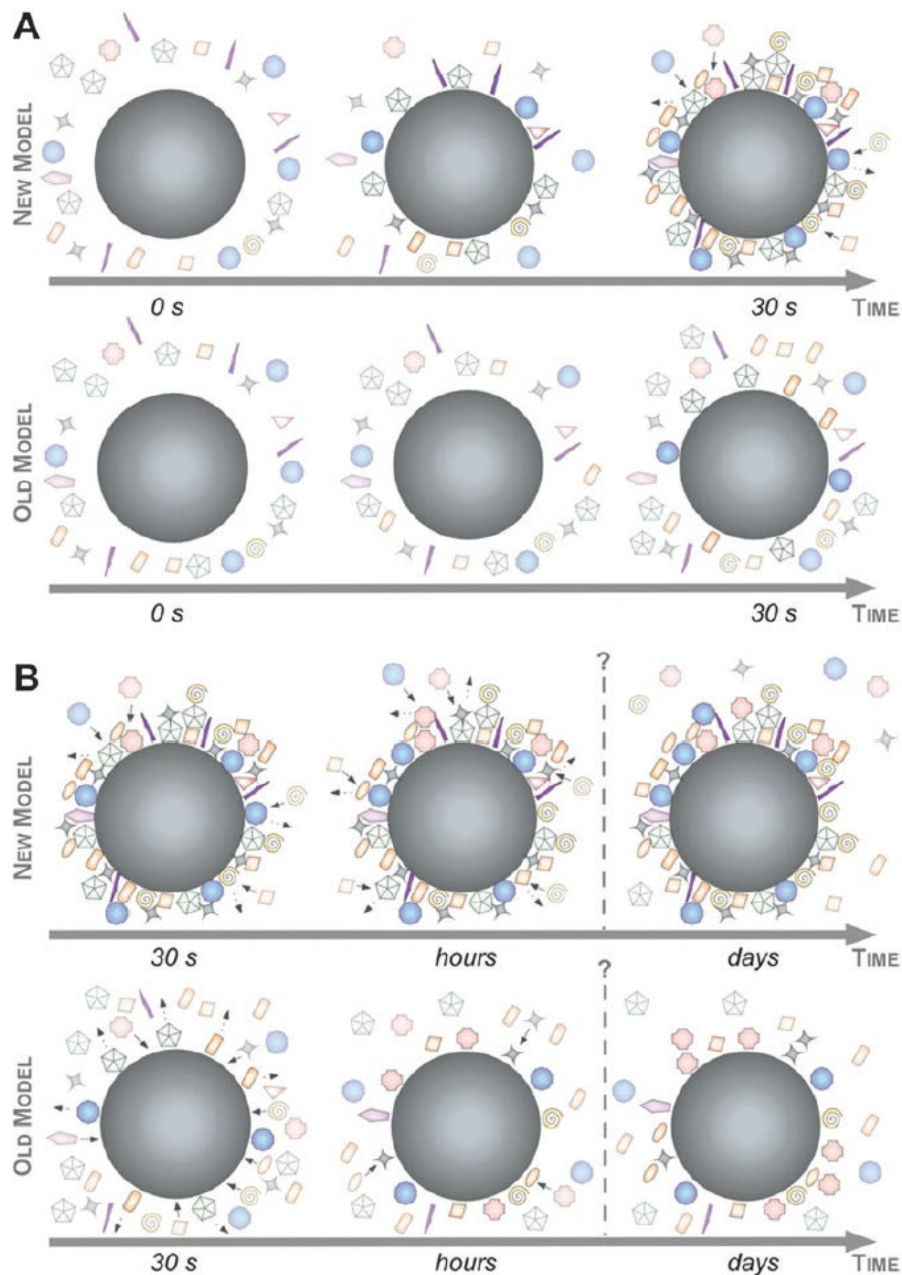 A
NEW MODEL
0 s
30 s
TIME
OLD MODEL
0 s
30 s
TIME
B
NEW MODEL
?
30 s
hours
days
TIME
OLD MODEL
?
30 s
hours
days
TIME